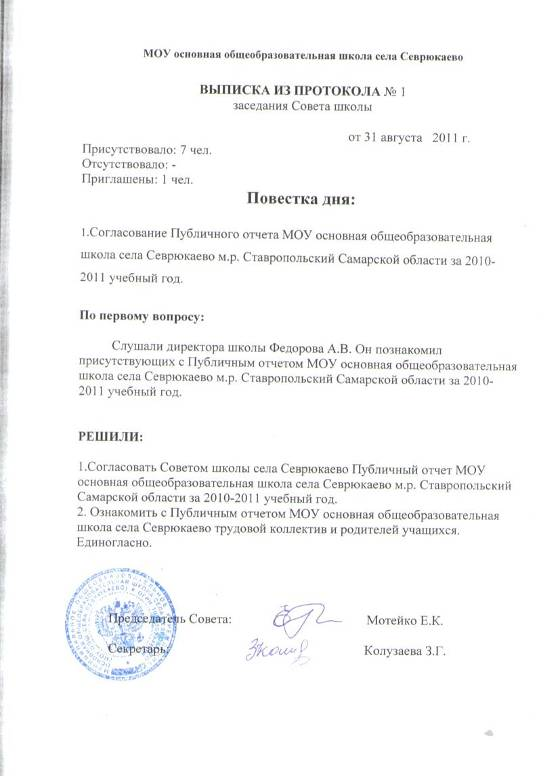 МОУ основная общеобразовательная школа села Севрюкаево
ВЫПИСКА ИЗ ПРОТОКОЛА № 1
заседания Совета школы
от 31 августа 2011 г.
Присутствовало: 7 чел.
Отсутствовало: -
Приглашены: 1 чел.
Повестка дня:
1.Согласование Публичного отчета МОУ основная общеобразовательная
школа села Севрюкаево м.р. Ставропольский Самарской области за 2010-
2011 учебный год.
По первому вопросу:
Слушали директора школы Федорова А.В. Он познакомил
присутствующих с Публичным отчетом МОУ основная общеобразовательная
школа села Севрюкаево м.р. Ставропольский Самарской области за 2010-
2011 учебный год.
РЕШИЛИ:
1.Согласовать Советом школы села Севрюкаево Публичный отчет МОУ
основная общеобразовательная школа села Севрюкаево м.р. Ставропольский
Самарской области за 2010-2011 учебный год.
2. Ознакомить с Публичным отчетом МОУ основная общеобразовательная
школа села Севрюкаево трудовой коллектив и родителей учащихся.
Единогласно.
Председатель Совета: Мотейко Е.К.
Секретарь: Колузаева З.Г.